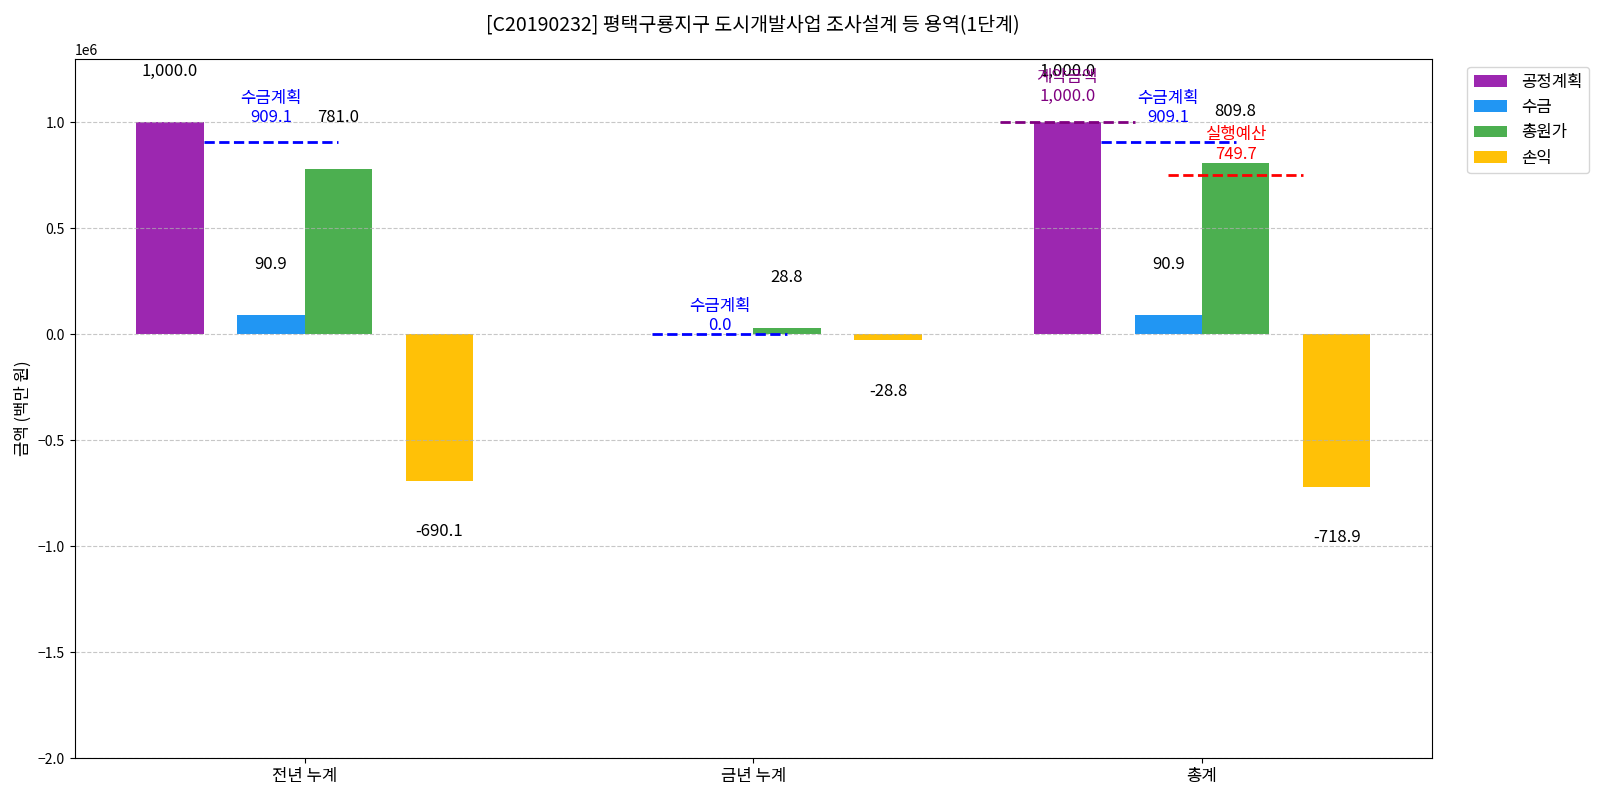 [C20190232] 평택구룡지구 도시개발사업 조사설계 등 용역(1단계)
1e6
1,000.0
수금계획
909.1
781.0
90.9
-690.1
수금계획
0.0
28.8
-28.8
1,000.0
계약금액
1,000.0
수금계획
909.1
809.8
실행예산
749.7
90.9
-718.9
공정계획
수금
총원가
손익
금액 (백만 원)
1.0
0.5
0.0
−0.5
−1.0
−1.5
−2.0
전년 누계
금년 누계
총계